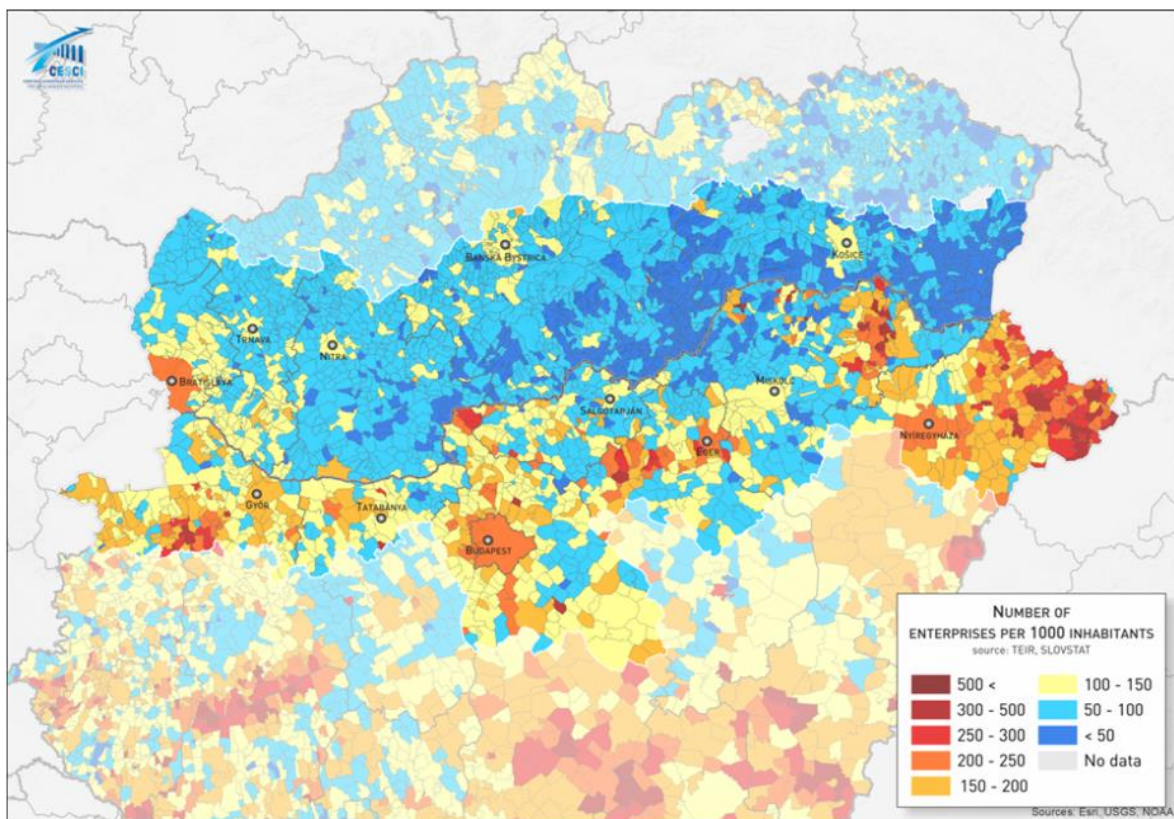 CESCI
BANSKÁ BYSTRICA
KOŠICE
TRNAVA
NITRA
BRATISLAVA
MISKOLC
SALGÓTARJÁN
NYÍREGYHÁZA
EGER
GYŐR
TATABÁNYA
BUDAPEST
NUMBER OF
ENTERPRISES PER 1000 INHABITANTS
source: TEIR, SLOVSTAT
500 < 100 - 150
300 - 500 50 - 100
250 - 300 < 50
200 - 250 No data
150 - 200
Sources: Esri, USGS, NOAA